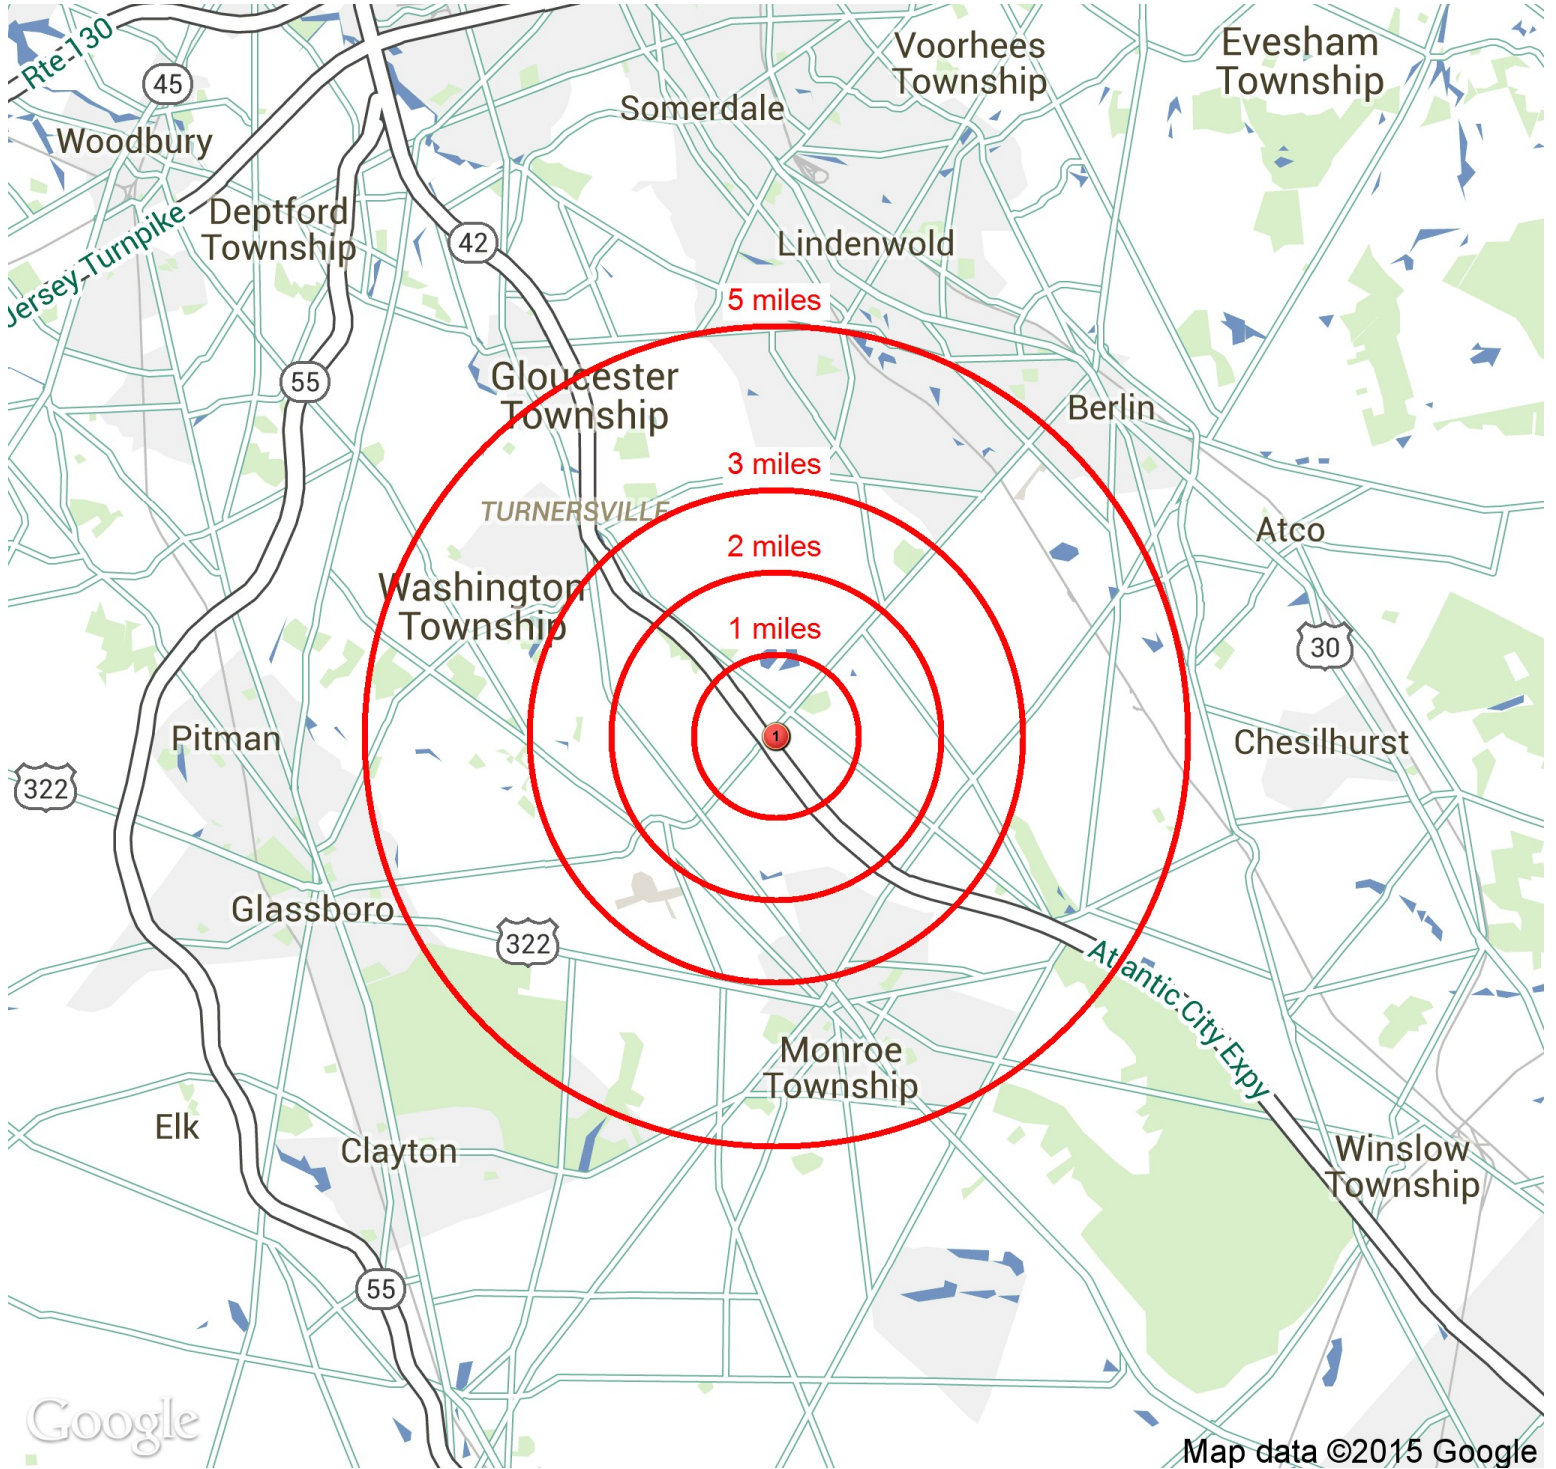 Rte-130
45
Woodbury
Somerdale
Voorhees
Township
Evesham
Township
Deptford
Township
42
Jersey Turnpike
Lindenwold
5 miles
55
Gloucester
Township
Berlin
3 miles
TURNERSVILLE
Atco
2 miles
Washington
Township
1 miles
30
1
Pitman
Chesilhurst
322
Glassboro
322
Atlantic City Expy
Monroe
Township
Elk
Clayton
Winslow
Township
55
Google
Map data ©2015 Google